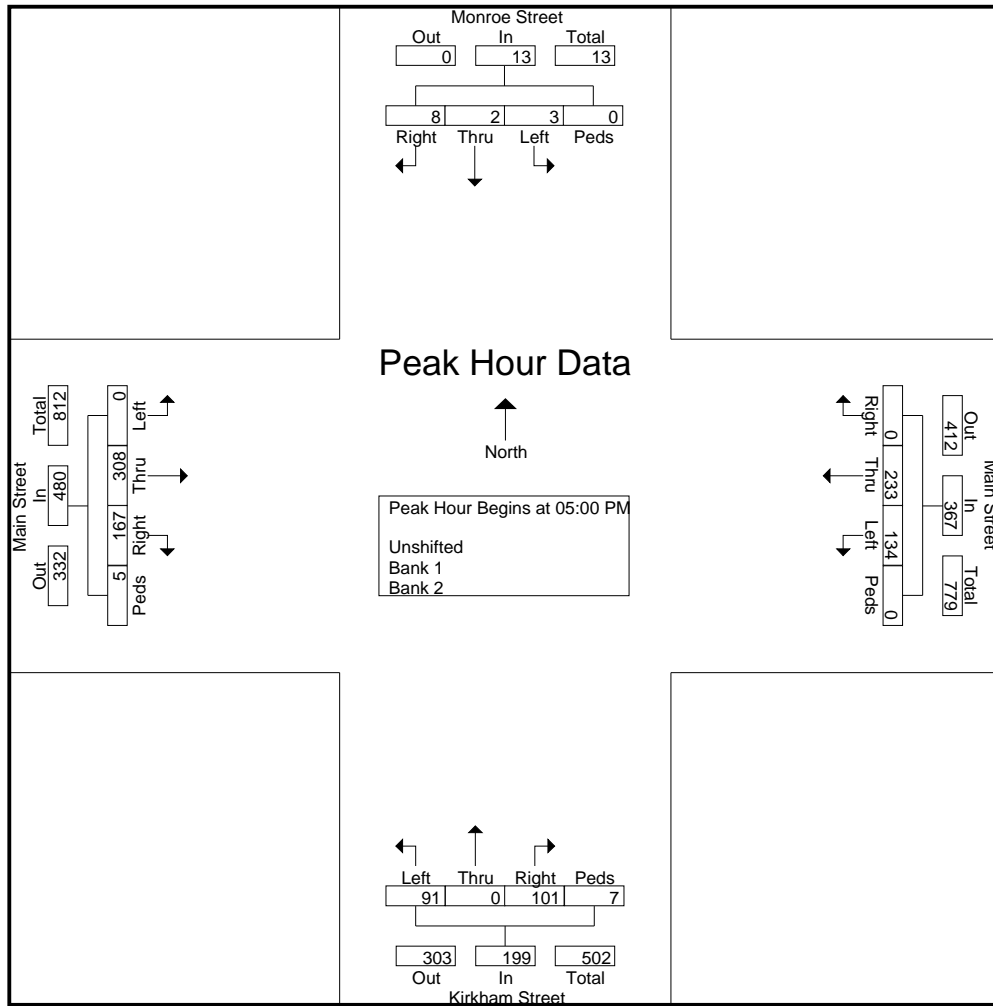 Monroe Street
Out In Total
0 13 13
8 2 3 0
Right Thru Left Peds
Peak Hour Data
North
Peak Hour Begins at 05:00 PM
Unshifted
Bank 1
Bank 2
Main Street
Out In Total
332 480 812
Peds Right Thru Left
5 167 308 0
Main Street
Out In Total
412 367 779
Right Thru Left Peds
0 233 134 0
Left Thru Right Peds
91 0 101 7
303 199 502
Out In Total
Kirkham Street